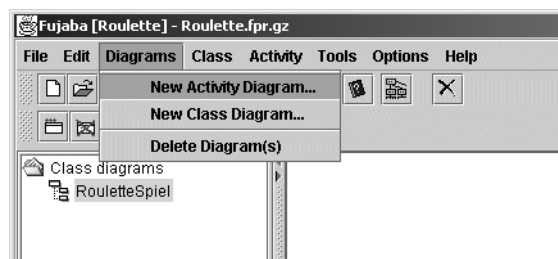 Fujaba [Roulette] - Roulette.fpr.gz
File Edit Diagrams Class Activity Tools Options Help
New Activity Diagram...
New Class Diagram...
Delete Diagram(s)
Class diagrams
RouletteSpiel